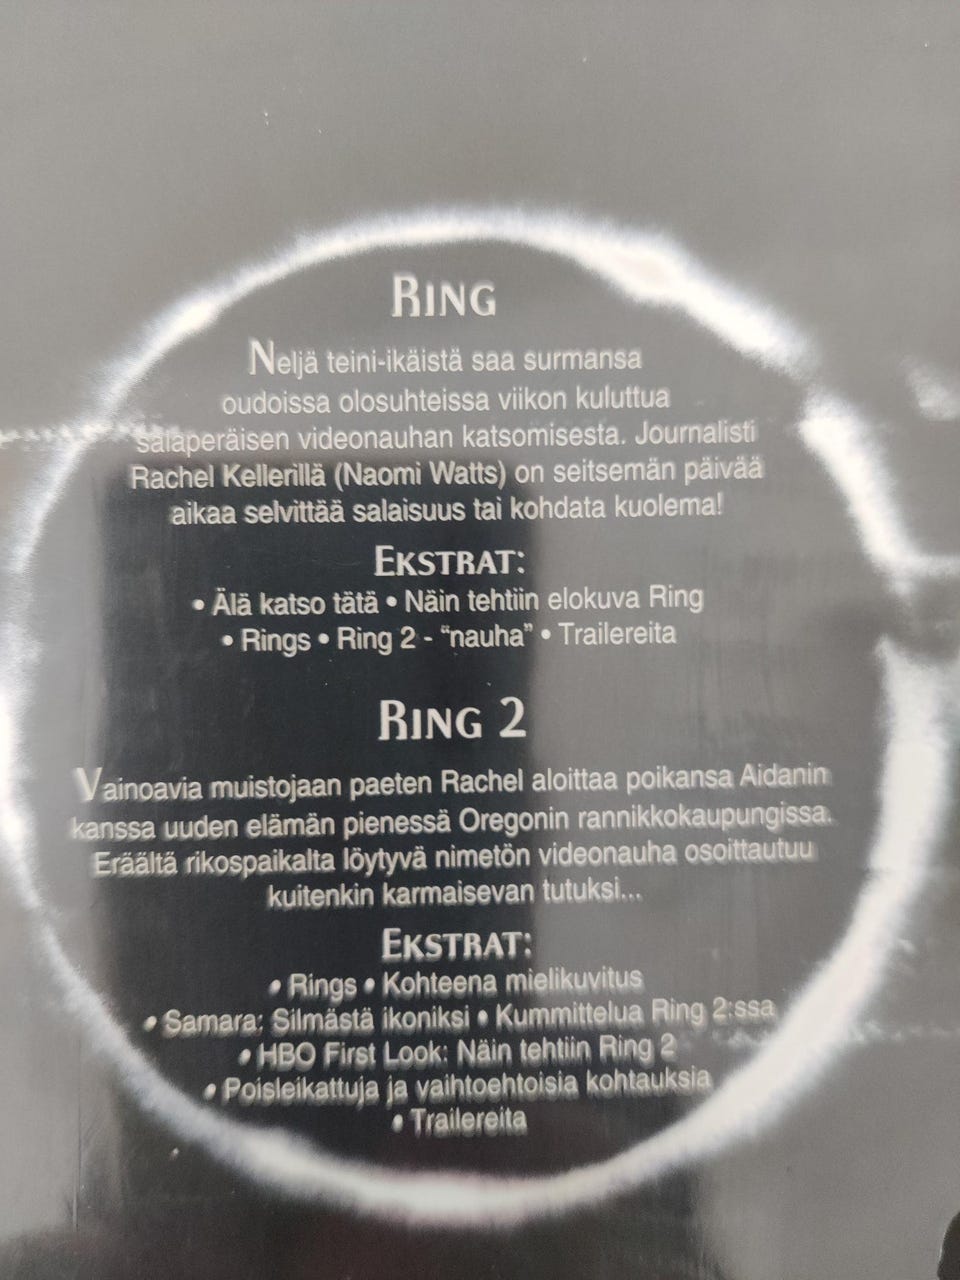 RING
Neljä teini-ikäistä saa surmansa
oudoissa olosuhteissa viikon kuluttua
salaperäisen videonauhan katsomisesta. Journalisti
Rachel Kellerillä (Naomi Watts) on seitsemän päivää
aikaa selvittää salaisuus tai kohdata kuolema!
EKSTRAT:
• Älä katso tätä • Näin tehtiin elokuva Ring
• Rings • Ring 2 - "nauha" • Trailereita
RING 2
Vainoavia muistojaan paeten Rachel aloittaa poikansa Aidanin
kanssa uuden elämän pienessä Oregonin rannikkokaupungissa.
Eräältä rikospaikalta löytyvä nimetön videonauha osoittautuu
kuitenkin karmaisevan tutuksi...
EKSTRAT:
• Rings • Kohteena mielikuvitus
• Samara: Silmästä ikoniksi • Kummittelua Ring 2:ssa
• HBO First Look: Näin tehtiin Ring 2
• Poisleikattuja ja vaihtoehtoisia kohtauksia
• Trailereita